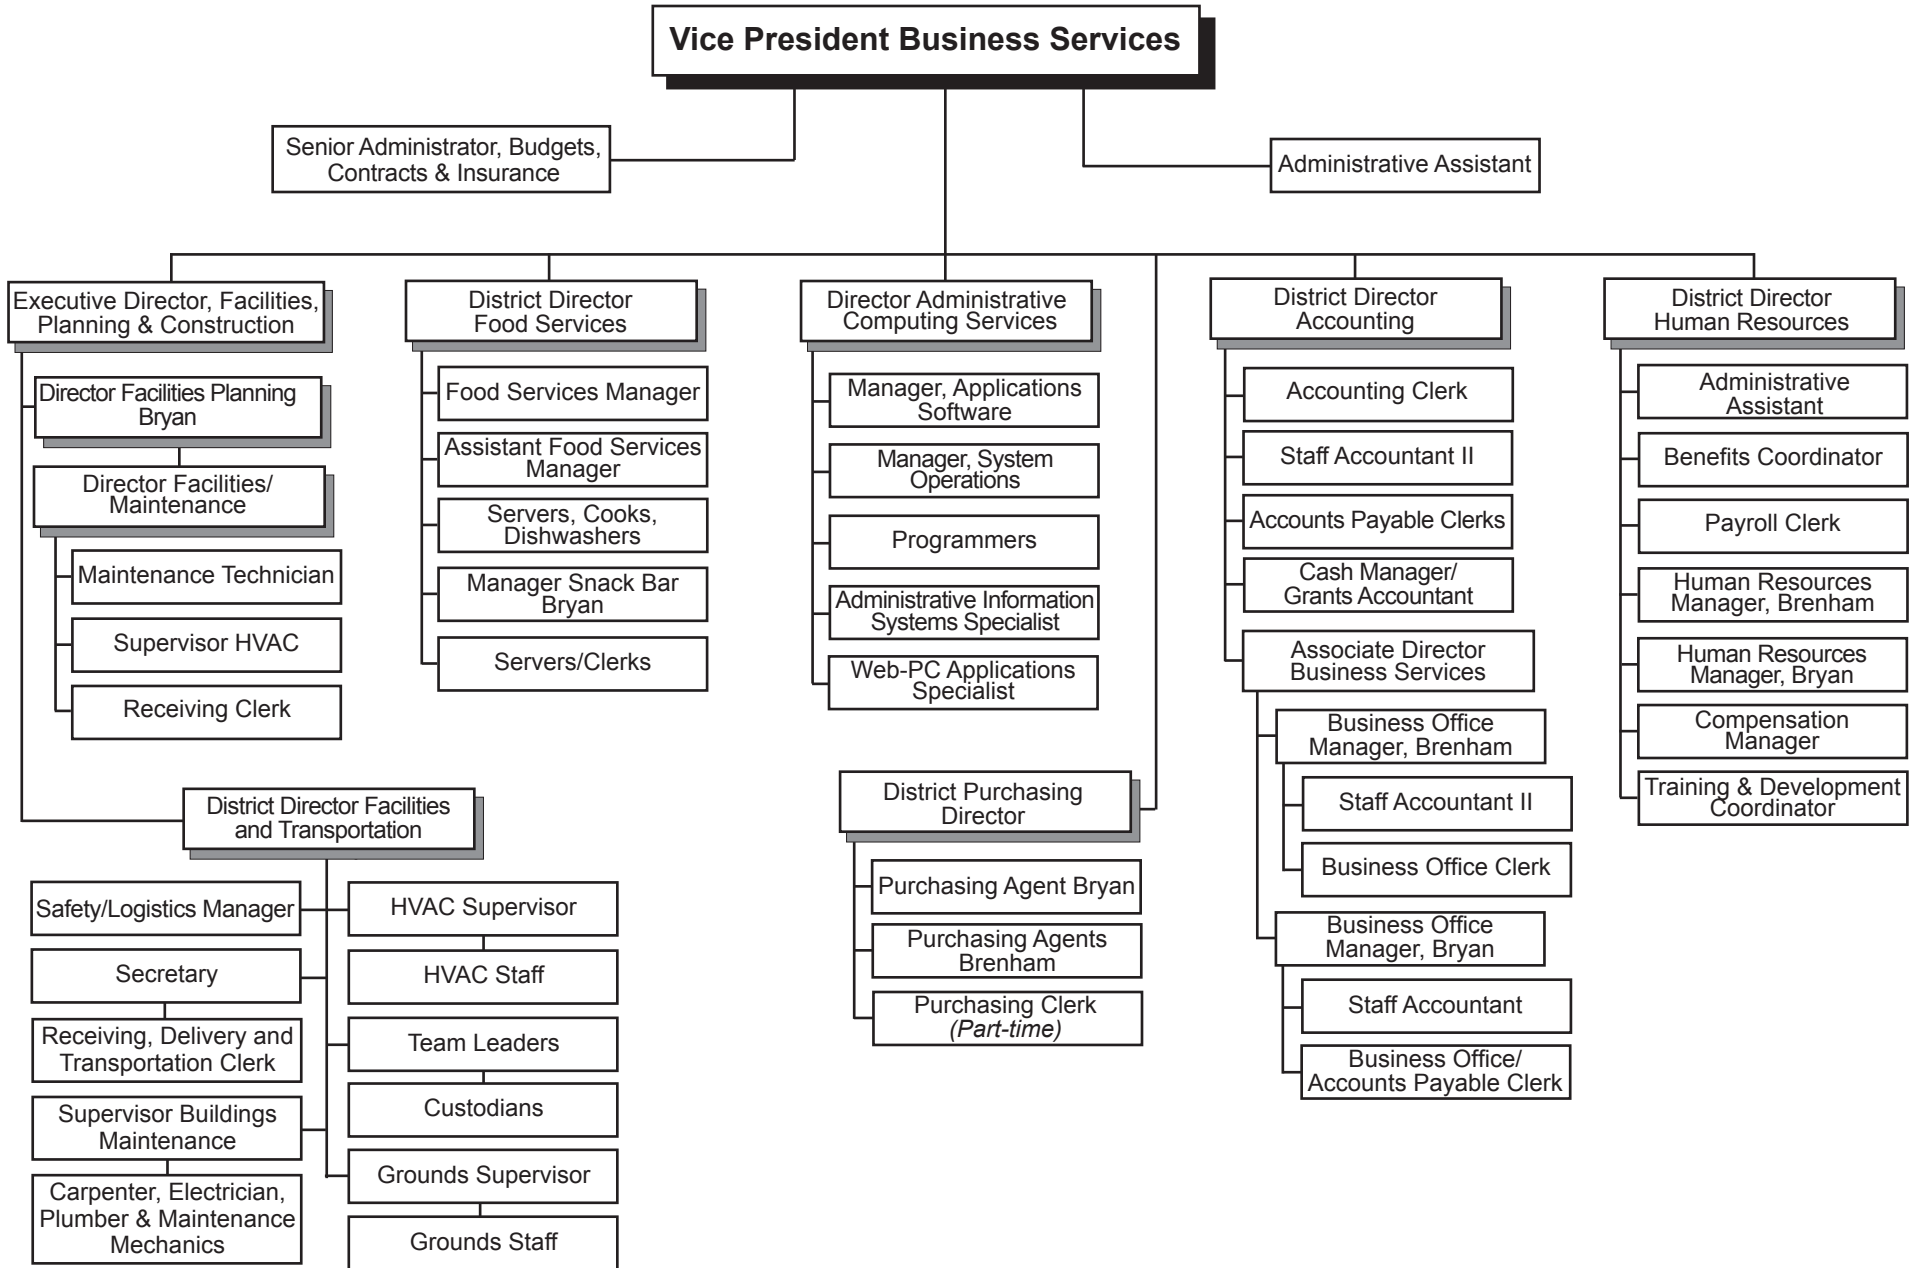 Vice President Business Services
Senior Administrator, Budgets,
Contracts & Insurance
Administrative Assistant
Executive Director, Facilities,
Planning & Construction
Director Facilities Planning
Bryan
Director Facilities/
Maintenance
Maintenance Technician
Supervisor HVAC
Receiving Clerk
District Director Facilities
and Transportation
Safety/Logistics Manager
Secretary
Receiving, Delivery and
Transportation Clerk
Supervisor Buildings
Maintenance
Carpenter, Electrician,
Plumber & Maintenance
Mechanics
HVAC Supervisor
HVAC Staff
Team Leaders
Custodians
Grounds Supervisor
Grounds Staff
District Director
Food Services
Food Services Manager
Assistant Food Services
Manager
Servers, Cooks,
Dishwashers
Manager Snack Bar
Bryan
Servers/Clerks
Director Administrative
Computing Services
Manager, Applications
Software
Manager, System
Operations
Programmers
Administrative Information
Systems Specialist
Web-PC Applications
Specialist
District Purchasing
Director
Purchasing Agent Bryan
Purchasing Agents
Brenham
Purchasing Clerk
(Part-time)
District Director
Accounting
Accounting Clerk
Staff Accountant II
Accounts Payable Clerks
Cash Manager/
Grants Accountant
Associate Director
Business Services
Business Office
Manager, Brenham
Staff Accountant II
Business Office Clerk
Business Office
Manager, Bryan
Staff Accountant
Business Office/
Accounts Payable Clerk
District Director
Human Resources
Administrative
Assistant
Benefits Coordinator
Payroll Clerk
Human Resources
Manager, Brenham
Human Resources
Manager, Bryan
Compensation
Manager
Training & Development
Coordinator